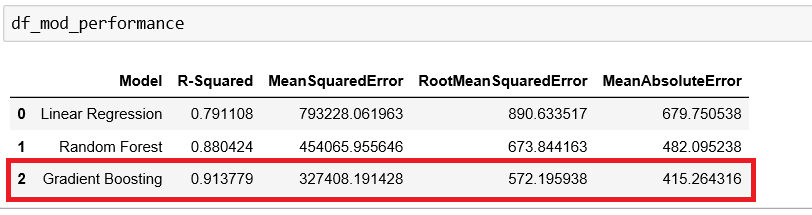 df_mod_performance
Model R-Squared MeanSquaredError RootMeanSquaredError MeanAbsoluteError
0 Linear Regression 0.791108 793228.061963 890.633517 679.750538
1 Random Forest 0.880424 454065.955646 673.844163 482.095238
2 Gradient Boosting 0.913779 327408.191428 572.195938 415.264316